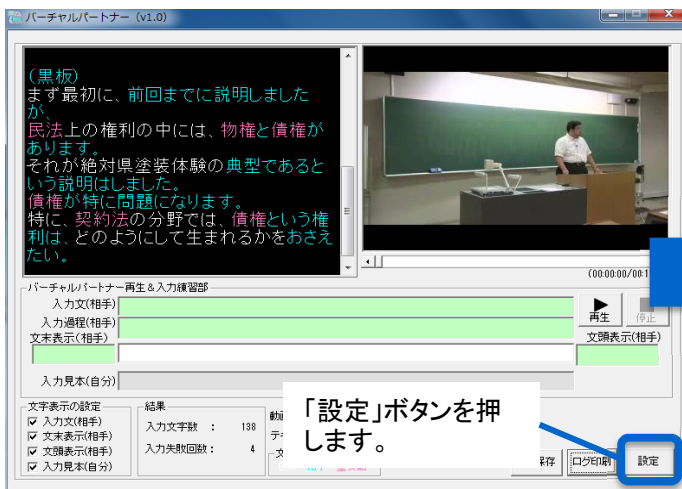 バーチャルパートナー (v1.0)
(黒板)
まず最初に、前回までに説明しました
が、
民法上の権利の中には、物権と債権が
あります。
それが絶対県塗装体験の典型であると
いう説明はしました。
債権が特に問題になります。
特に、契約法の分野では、債権という権
利は、どのようにして生まれるかをおさえ
たい。
(00:00:00/00:1
バーチャルパートナー再生&入力練習部
入力文(相手)
入力過程(相手)
再生
停止
文末表示(相手)
文頭表示(相手)
入力見本(自分)
文字表示の設定
入力文(相手)
文末表示(相手)
文頭表示(相手)
入力見本(自分)
結果
入力文字数 : 138
入力失敗回数 : 4
「設定」ボタンを押
します。
保存
ログ印刷
設定